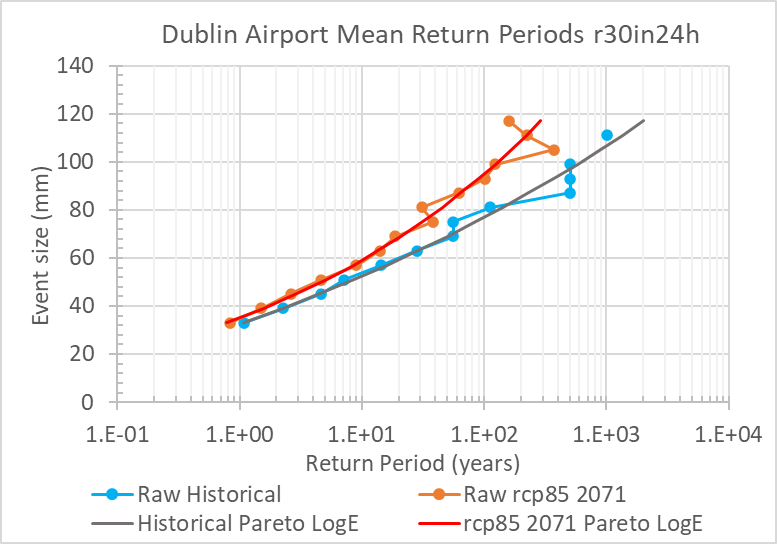 Dublin Airport Mean Return Periods r30in24h
140
120
100
80
60
40
20
0
Event size (mm)
1.E-01 1.E+00 1.E+01 1.E+02 1.E+03 1.E+04
Return Period (years)
Raw Historical Raw rcp85 2071
Historical Pareto LogE rcp85 2071 Pareto LogE